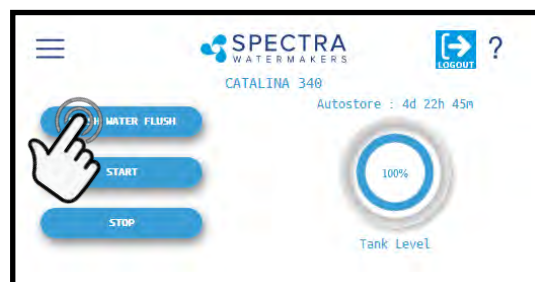 SPECTRA
WATERMAKERS
LOGOUT
?
CATALINA 340
Autostore : 4d 22h 45m
H WATER FLUSH
START
100%
STOP
Tank Level